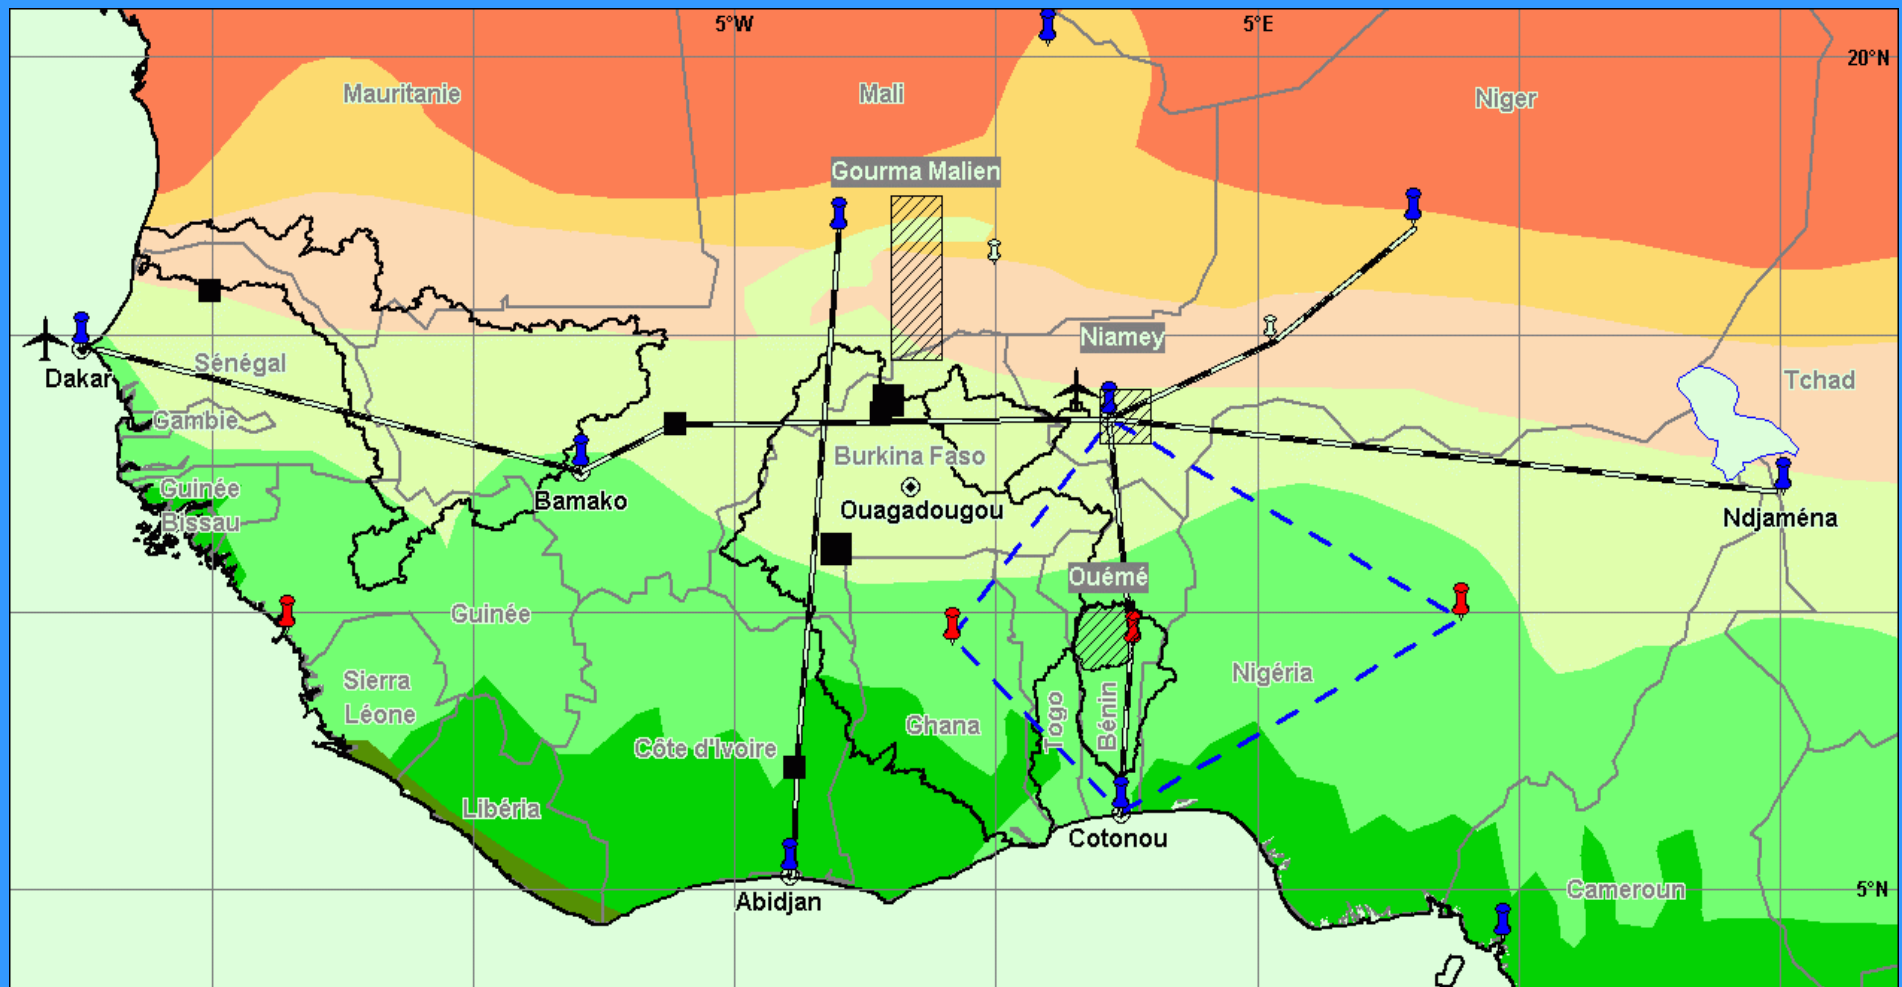 5°W
5°E
20°N
Mauritanie
Mali
Niger
Gourma Malien
Niamey
Dakar
Sénégal
Tchad
Gambie
Burkina Faso
Guinée
Bissau
Bamako
Ouagadougou
Ndjaména
Ouémé
Guinée
Sierra
Léone
Nigéria
Togo
Bénin
Ghana
Côte d'Ivoire
Libéria
Cotonou
Abidjan
Cameroun
5°N